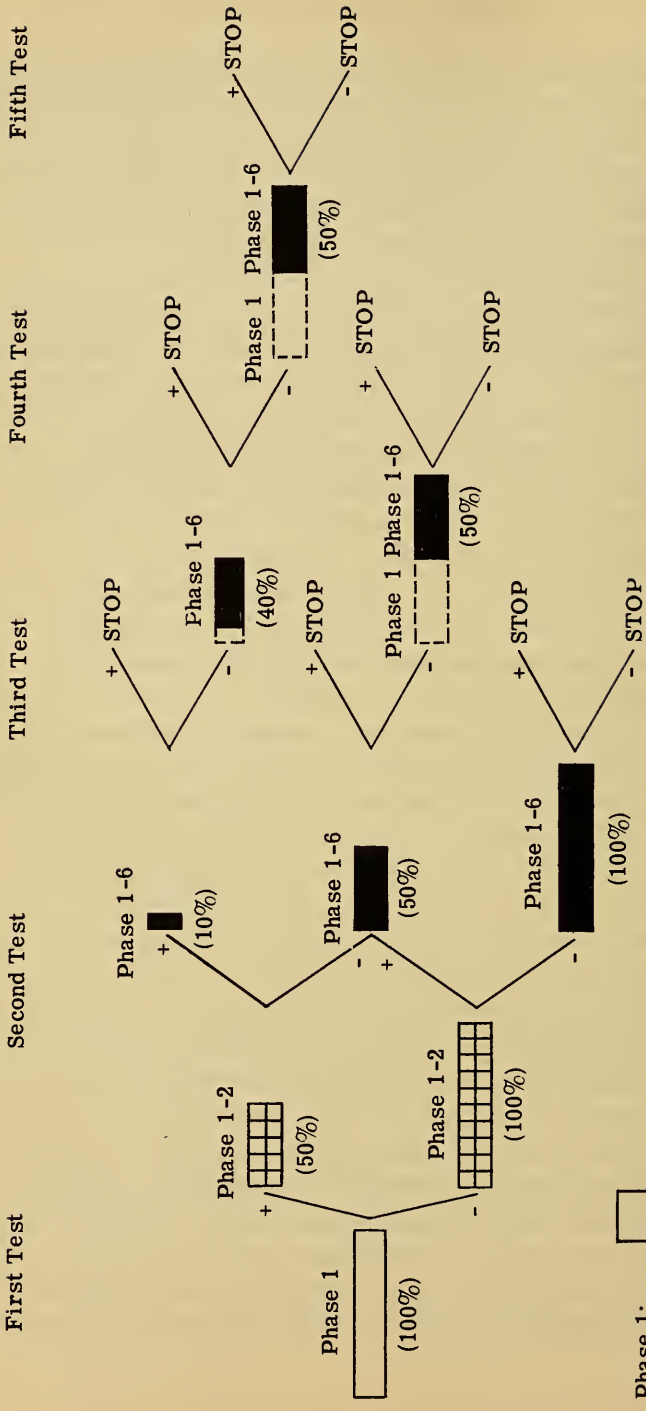 First Test
Second Test
Third Test
Fourth Test
Fifth Test
Phase 1
(100%)
+
Phase 1-2
(50%)
-
Phase 1-2
(100%)
+
Phase 1-6
(10%)
-
+
Phase 1-6
(50%)
-
Phase 1-6
(100%)
+ STOP
-
Phase 1-6
(40%)
+ STOP
-
Phase 1 Phase 1-6
(50%)
+ STOP
- STOP
+ STOP
-
Phase 1 Phase 1-6
(50%)
+ STOP
- STOP
+ STOP
- STOP
Phase 1: